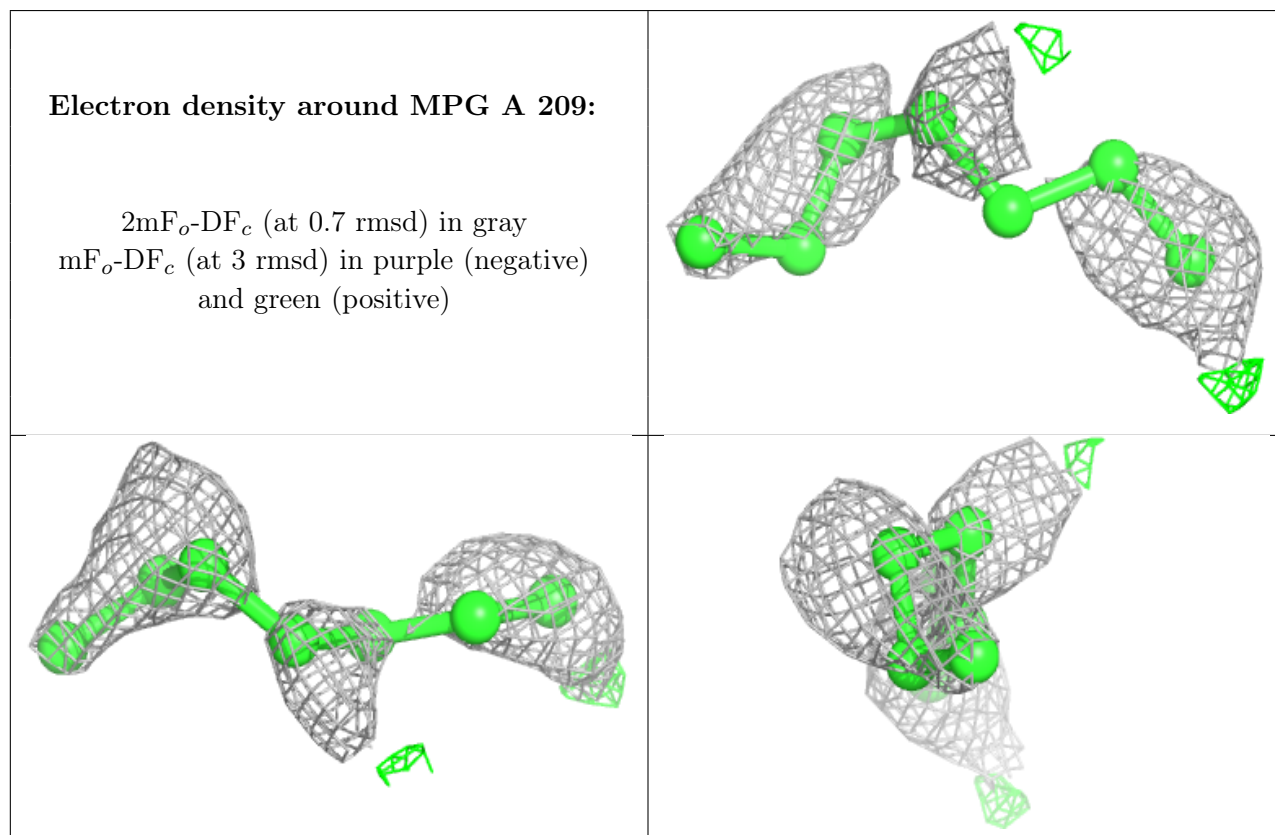 Electron density around MPG A 209:
2mFₒ-DF𝒸 (at 0.7 rmsd) in gray
mFₒ-DF𝒸 (at 3 rmsd) in purple (negative)
and green (positive)